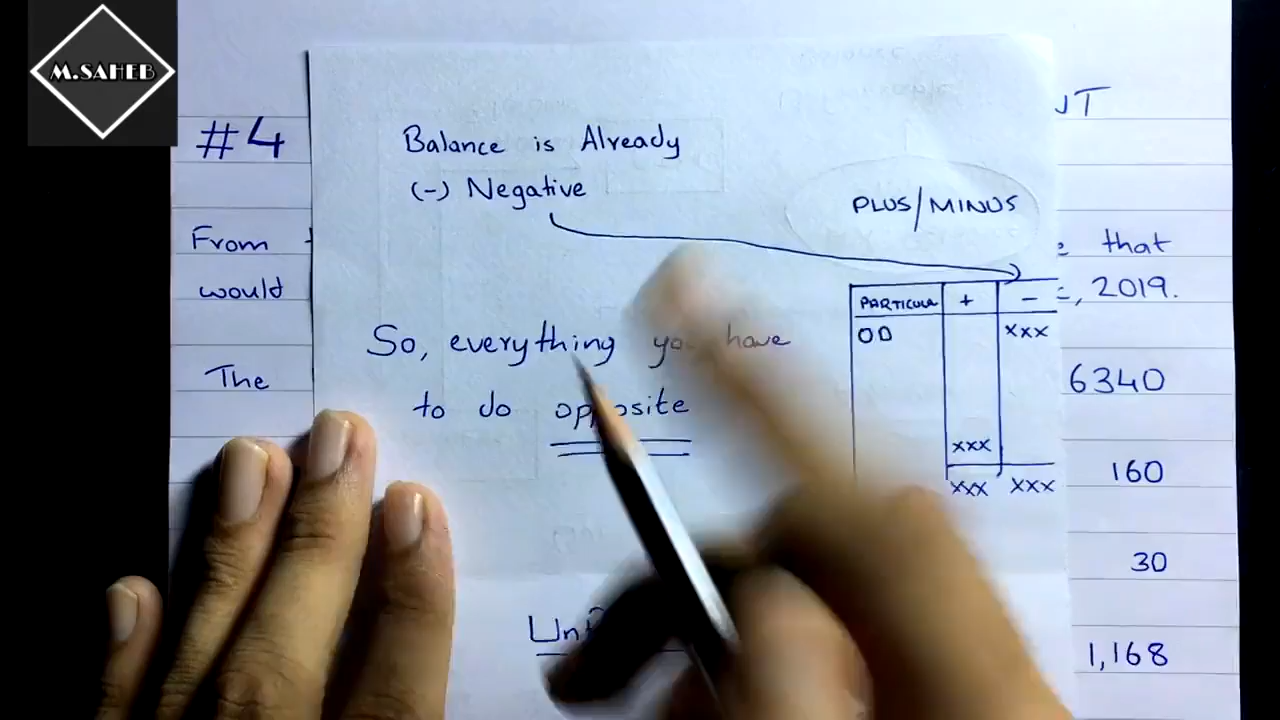 M.SAHEB
#4
Balance is Already
(-) Negative
PLUS/MINUS
From
that
would
, 2019.
PARTICULA + -
OD xxx
So, everything you have
to do opposite
The
6340
xxx
xxx xxx
160
30
1,168